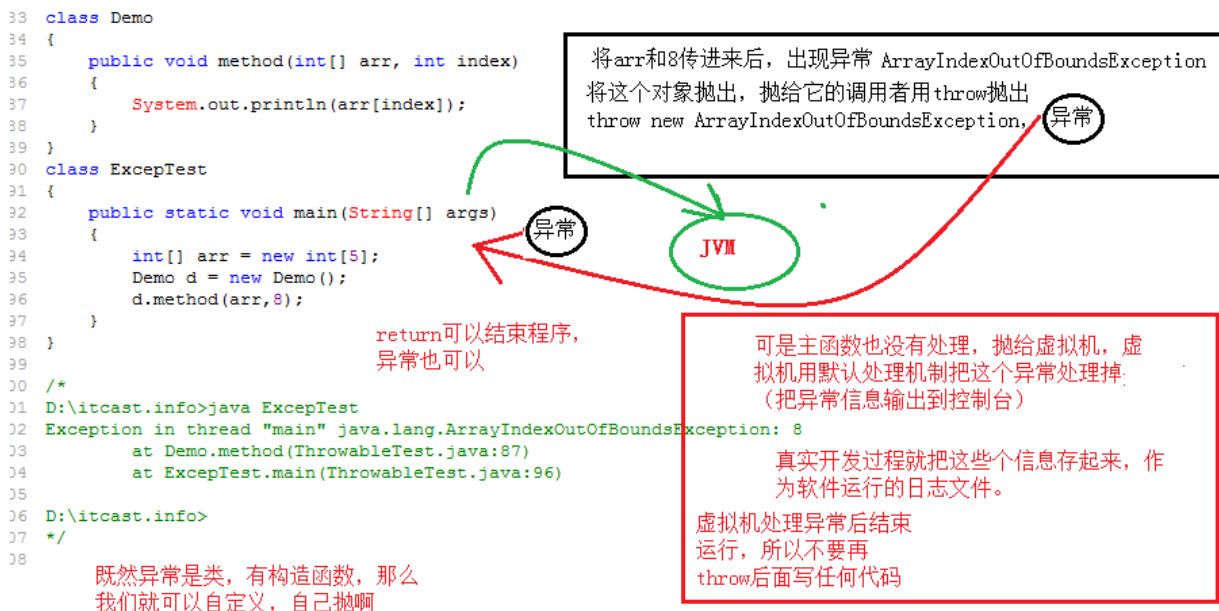 83 class Demo
84 {
85 public void method(int[] arr, int index)
86 {
87 System.out.println(arr[index]);
88 }
89 }
90 class ExcepTest
91 {
92 public static void main(String[] args)
93 {
94 int[] arr = new int[5];
95 Demo d = new Demo();
96 d.method(arr,8);
97 }
98 }
99
00 /*
01 D:\itcast.info>java ExcepTest
02 Exception in thread "main" java.lang.ArrayIndexOutOfBoundsException: 8
03 at Demo.method(ThrowableTest.java:87)
04 at ExcepTest.main(ThrowableTest.java:96)
05
06 D:\itcast.info>
07 */
08
将arr和8传进来后，出现异常 ArrayIndexOutOfBoundsException
将这个对象抛出，抛给它的调用者用throw抛出
throw new ArrayIndexOutOfBoundsException,
异常
异常
JVM
return可以结束程序，
异常也可以
可是主函数也没有处理，抛给虚拟机，虚
拟机用默认处理机制把这个异常处理掉
（把异常信息输出到控制台）
真实开发过程就把这些个信息存起来，作
为软件运行的日志文件。
虚拟机处理异常后结束
运行，所以不要再
throw后面写任何代码
既然异常是类，有构造函数，那么
我们就可以自定义，自己抛啊